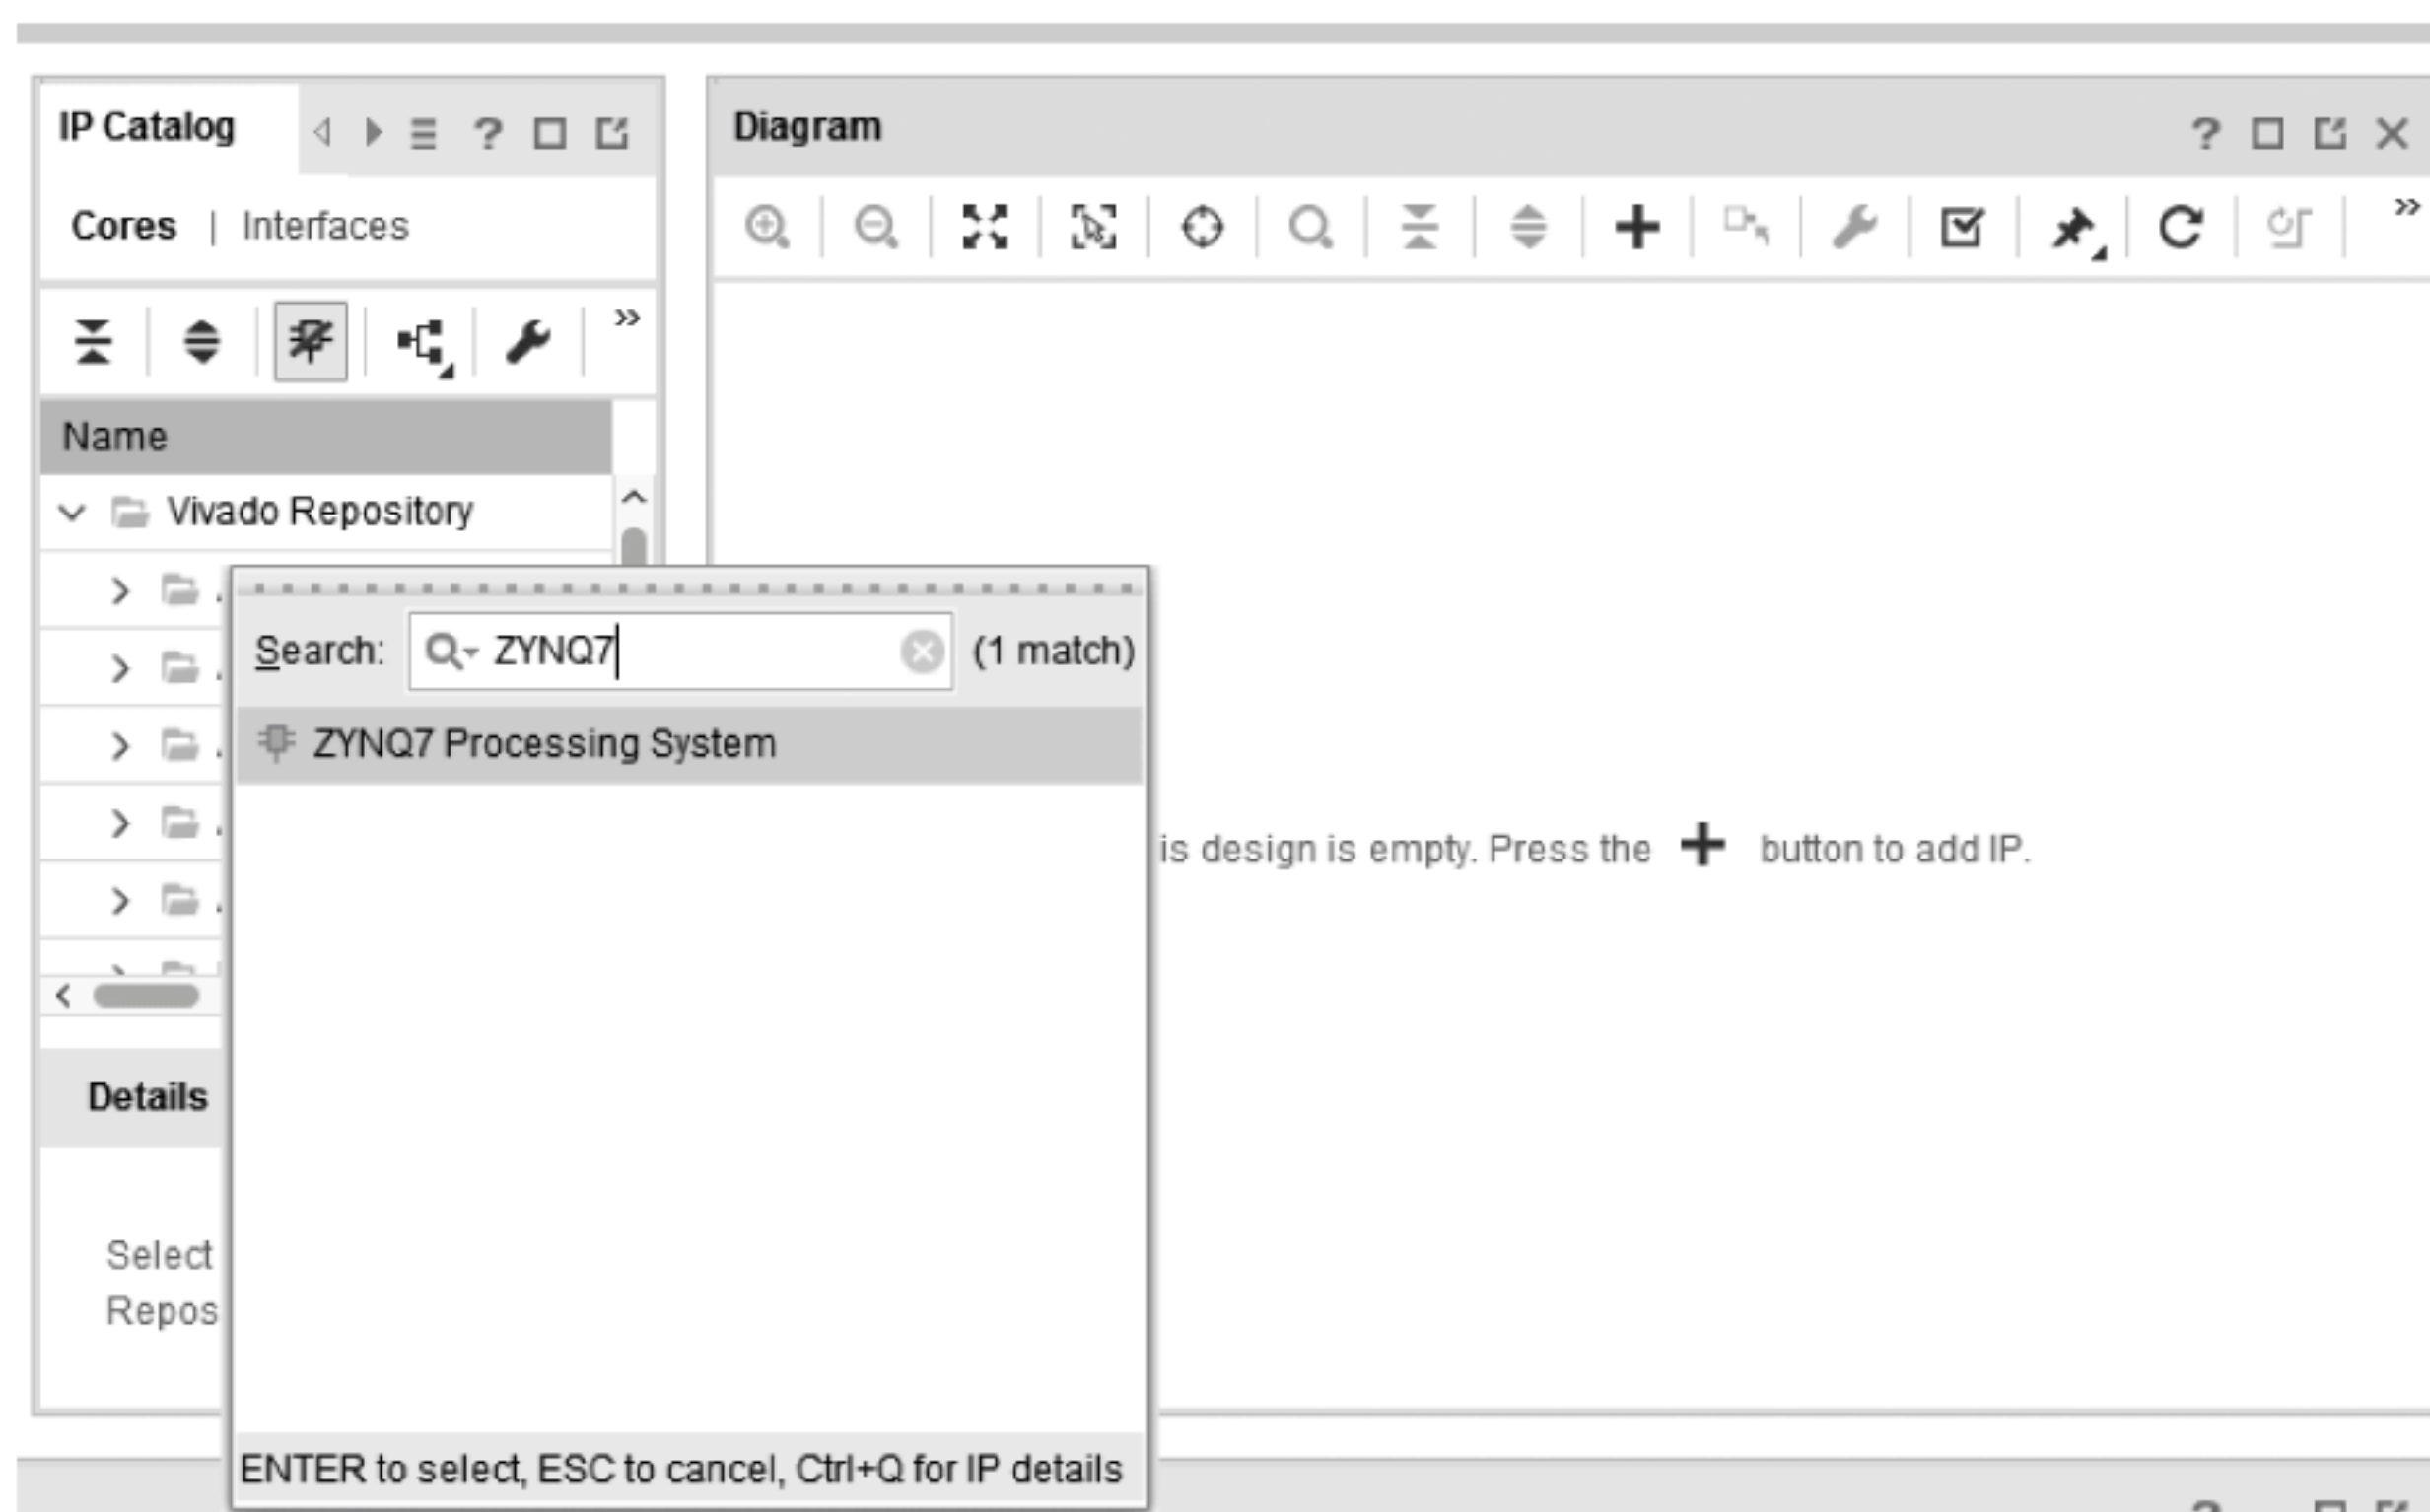 IP Catalog
Diagram
Cores | Interfaces
Name
Vivado Repository
Search: ZYNQ7 (1 match)
ZYNQ7 Processing System
is design is empty. Press the + button to add IP.
Details
Select
Repos
ENTER to select, ESC to cancel, Ctrl+Q for IP details